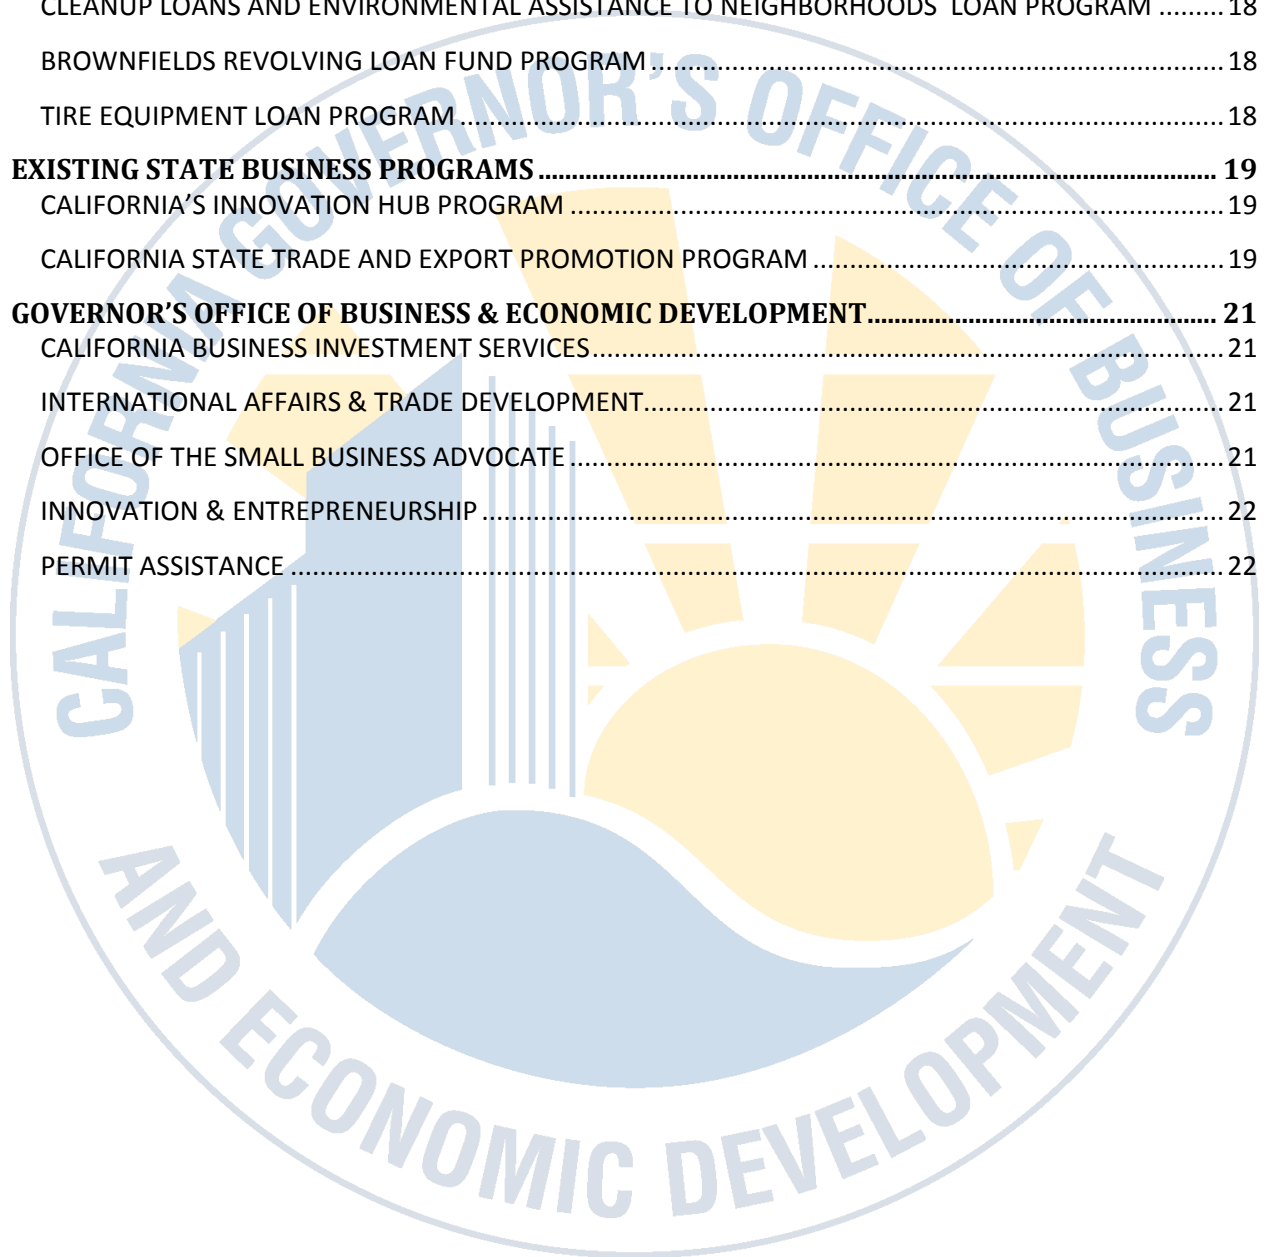 CLEANUP LOANS AND ENVIRONMENTAL ASSISTANCE TO NEIGHBORHOODS LOAN PROGRAM ......... 18
BROWNFIELDS REVOLVING LOAN FUND PROGRAM ........................................................................................ 18
TIRE EQUIPMENT LOAN PROGRAM ........................................................................................ 18
EXISTING STATE BUSINESS PROGRAMS ........................................................................................ 19
CALIFORNIA’S INNOVATION HUB PROGRAM ........................................................................................ 19
CALIFORNIA STATE TRADE AND EXPORT PROMOTION PROGRAM ............................................................ 19
GOVERNOR’S OFFICE OF BUSINESS & ECONOMIC DEVELOPMENT ............................................................ 21
CALIFORNIA BUSINESS INVESTMENT SERVICES ........................................................................................ 21
INTERNATIONAL AFFAIRS & TRADE DEVELOPMENT ................................................................................ 21
OFFICE OF THE SMALL BUSINESS ADVOCATE ........................................................................................ 21
INNOVATION & ENTREPRENEURSHIP ........................................................................................ 22
PERMIT ASSISTANCE ........................................................................................ 22
CALIFORNIA GOVERNOR’S OFFICE OF BUSINESS
AND ECONOMIC DEVELOPMENT